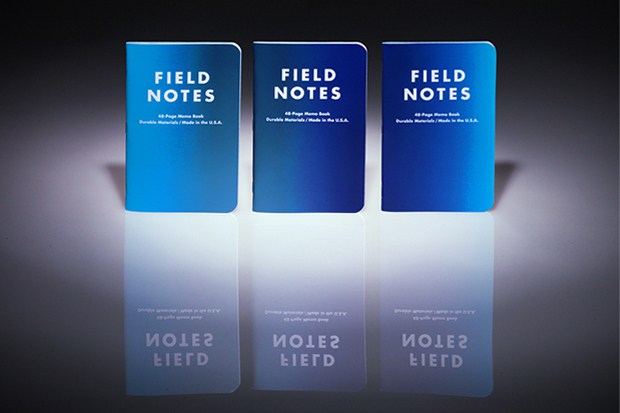 FIELD
NOTES
48-Page Memo Book
Durable Materials / Made in the U.S.A.
FIELD
NOTES
48-Page Memo Book
Durable Materials / Made in the U.S.A.
FIELD
NOTES
48-Page Memo Book
Durable Materials / Made in the U.S.A.